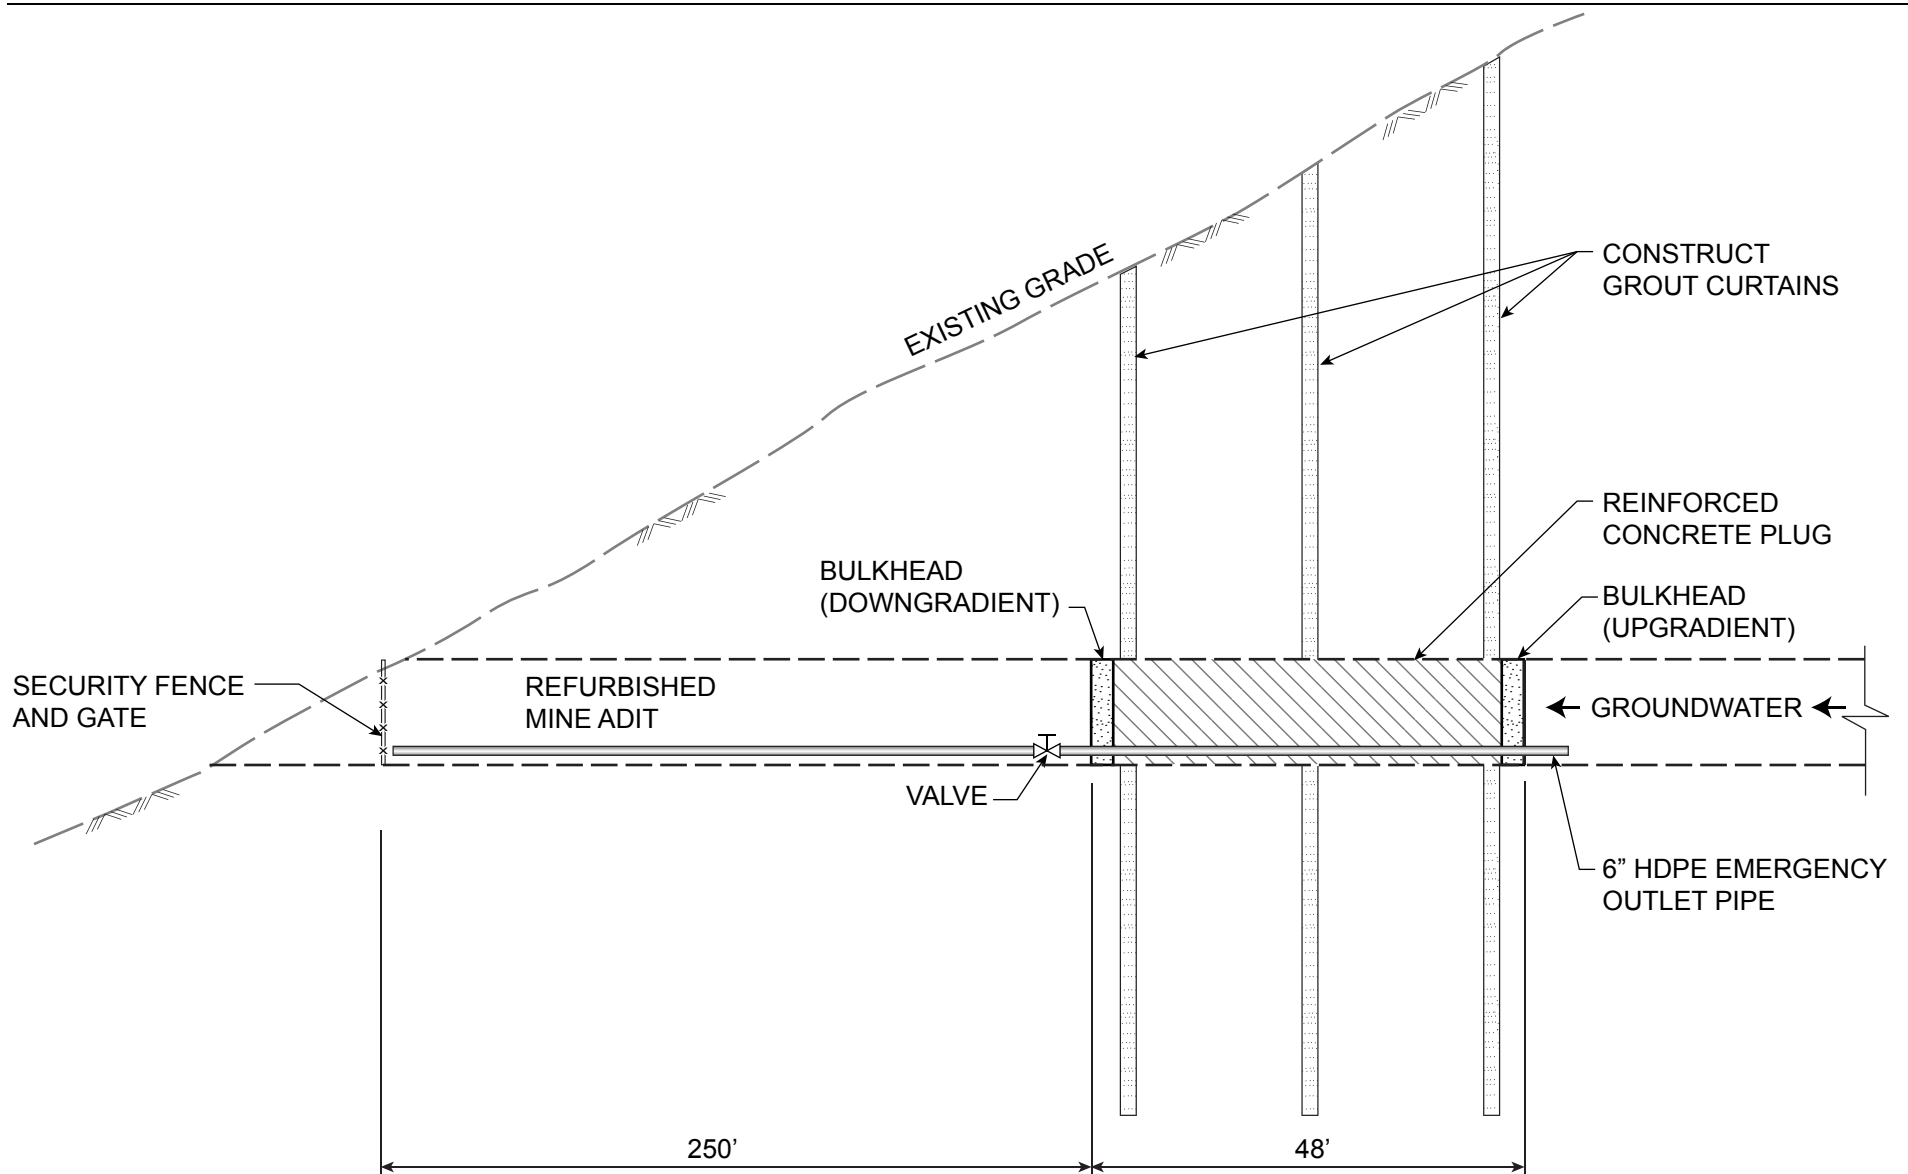 EXISTING GRADE
CONSTRUCT
GROUT CURTAINS
REINFORCED
CONCRETE PLUG
BULKHEAD
(DOWNGRADIENT)
BULKHEAD
(UPGRADIENT)
SECURITY FENCE
AND GATE
REFURBISHED
MINE ADIT
GROUNDWATER
VALVE
6” HDPE EMERGENCY
OUTLET PIPE
250’
48’